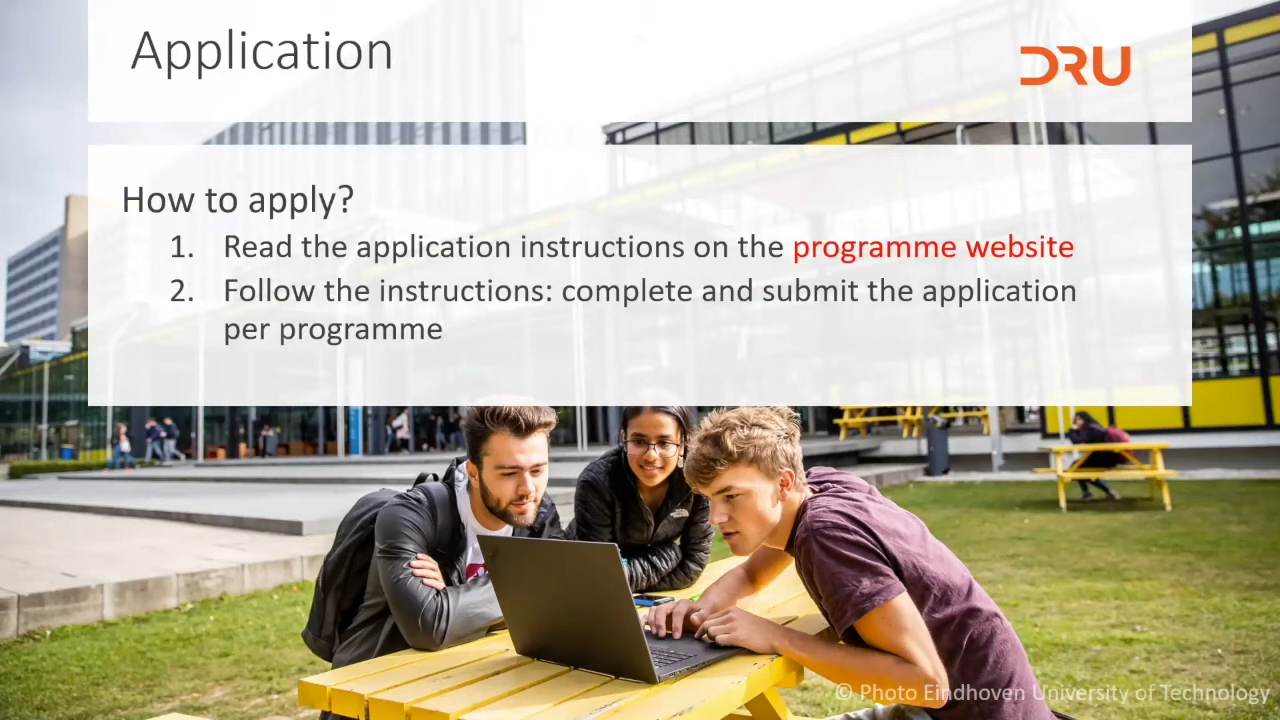 Application
DRU
How to apply?
1. Read the application instructions on the programme website
2. Follow the instructions: complete and submit the application
per programme
© Photo Eindhoven University of Technology